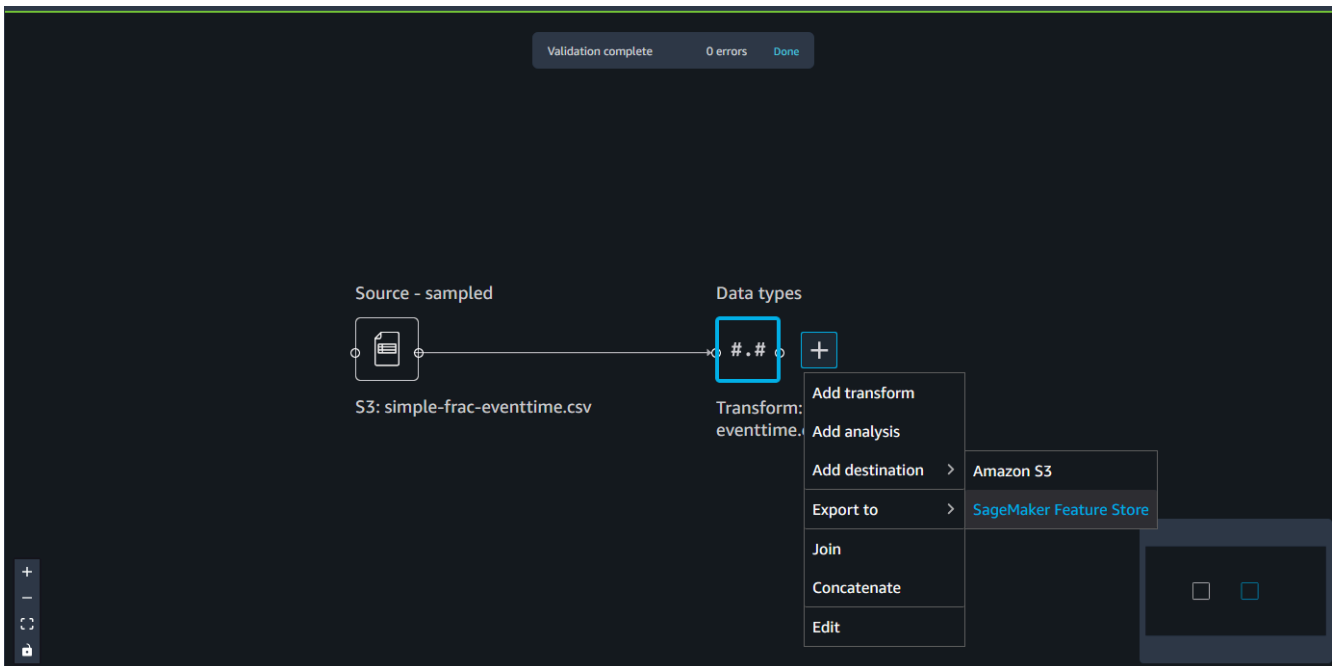 Validation complete 0 errors Done
Source - sampled
Data types
#.#
S3: simple-frac-eventtime.csv
Transform:
eventtime.
Add transform
Add analysis
Add destination
Export to
Join
Concatenate
Edit
Amazon S3
SageMaker Feature Store